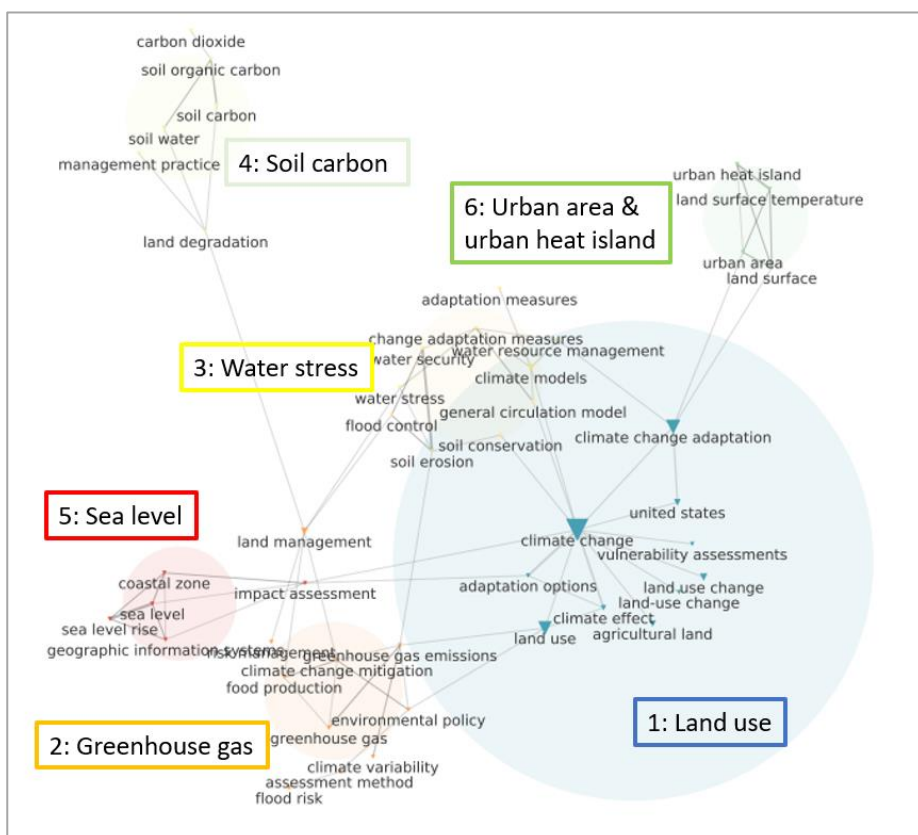 carbon dioxide
soil organic carbon
soil carbon
soil water
management practice
4: Soil carbon
land degradation
urban heat island
land surface temperature
6: Urban area &
urban heat island
urban area
land surface
adaptation measures
change adaptation measures
water resource management
water security
3: Water stress
climate models
water stress
general circulation model
flood control
soil conservation
climate change adaptation
soil erosion
5: Sea level
united states
land management
climate change
vulnerability assessments
coastal zone
impact assessment
adaptation options
land use change
sea level
land-use change
sea level rise
climate effect
land use
agricultural land
geographic information systems
risk management
greenhouse gas emissions
climate change mitigation
food production
environmental policy
1: Land use
2: Greenhouse gas
greenhouse gas
climate variability
assessment method
flood risk